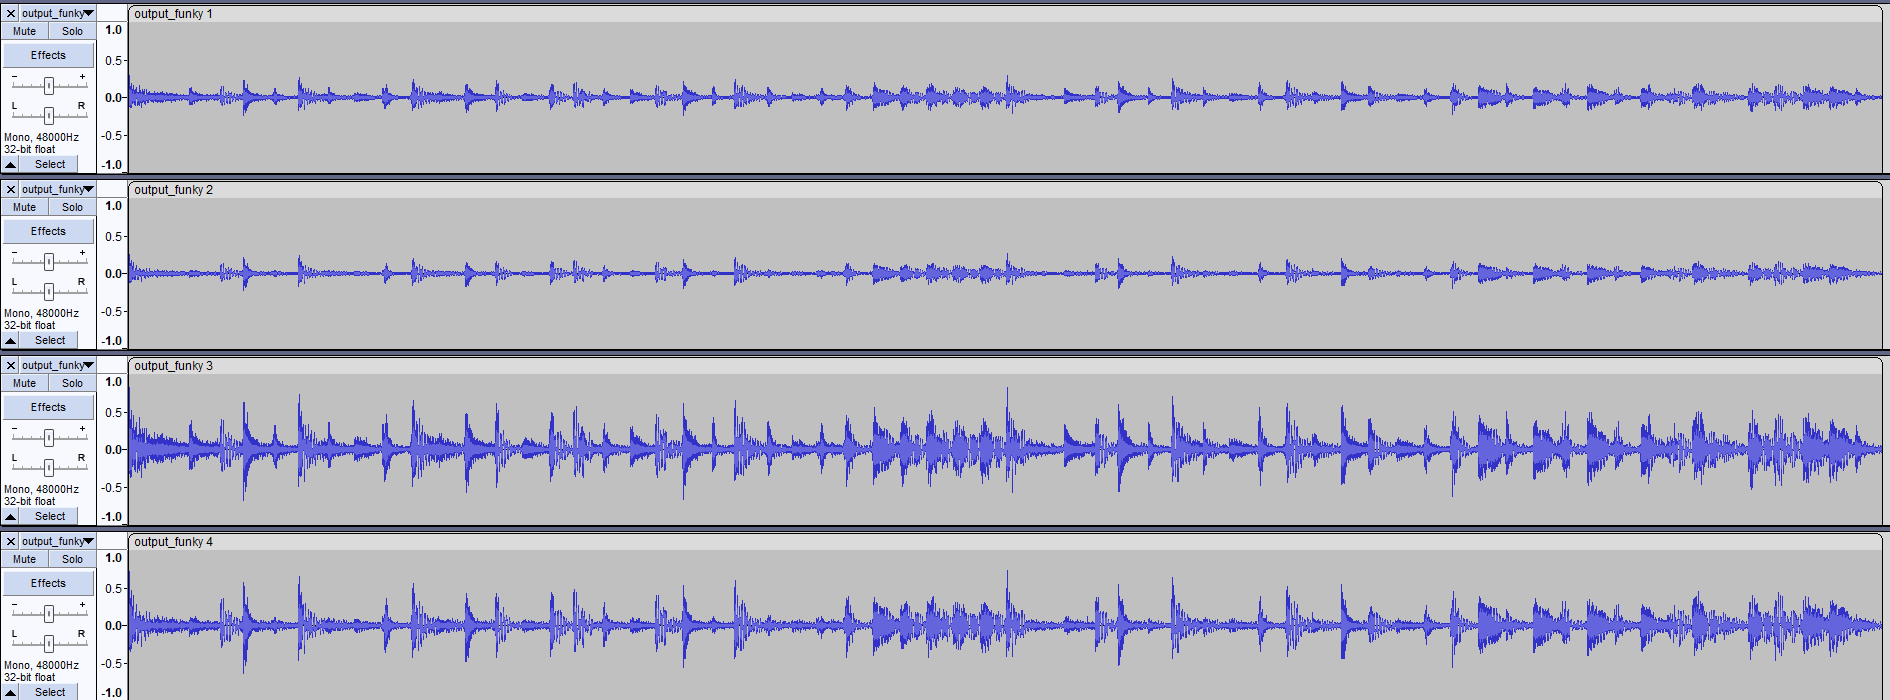 output_funky
output_funky 1
Mute Solo
1.0
Effects
0.5
- +
0.0
L R
-0.5
Mono, 48000Hz
32-bit float
Select
-1.0
output_funky
output_funky 2
Mute Solo
1.0
Effects
0.5
- +
0.0
L R
-0.5
Mono, 48000Hz
32-bit float
Select
-1.0
output_funky
output_funky 3
Mute Solo
1.0
Effects
0.5
- +
0.0
L R
-0.5
Mono, 48000Hz
32-bit float
Select
-1.0
output_funky
output_funky 4
Mute Solo
1.0
Effects
0.5
- +
0.0
L R
-0.5
Mono, 48000Hz
32-bit float
Select
-1.0